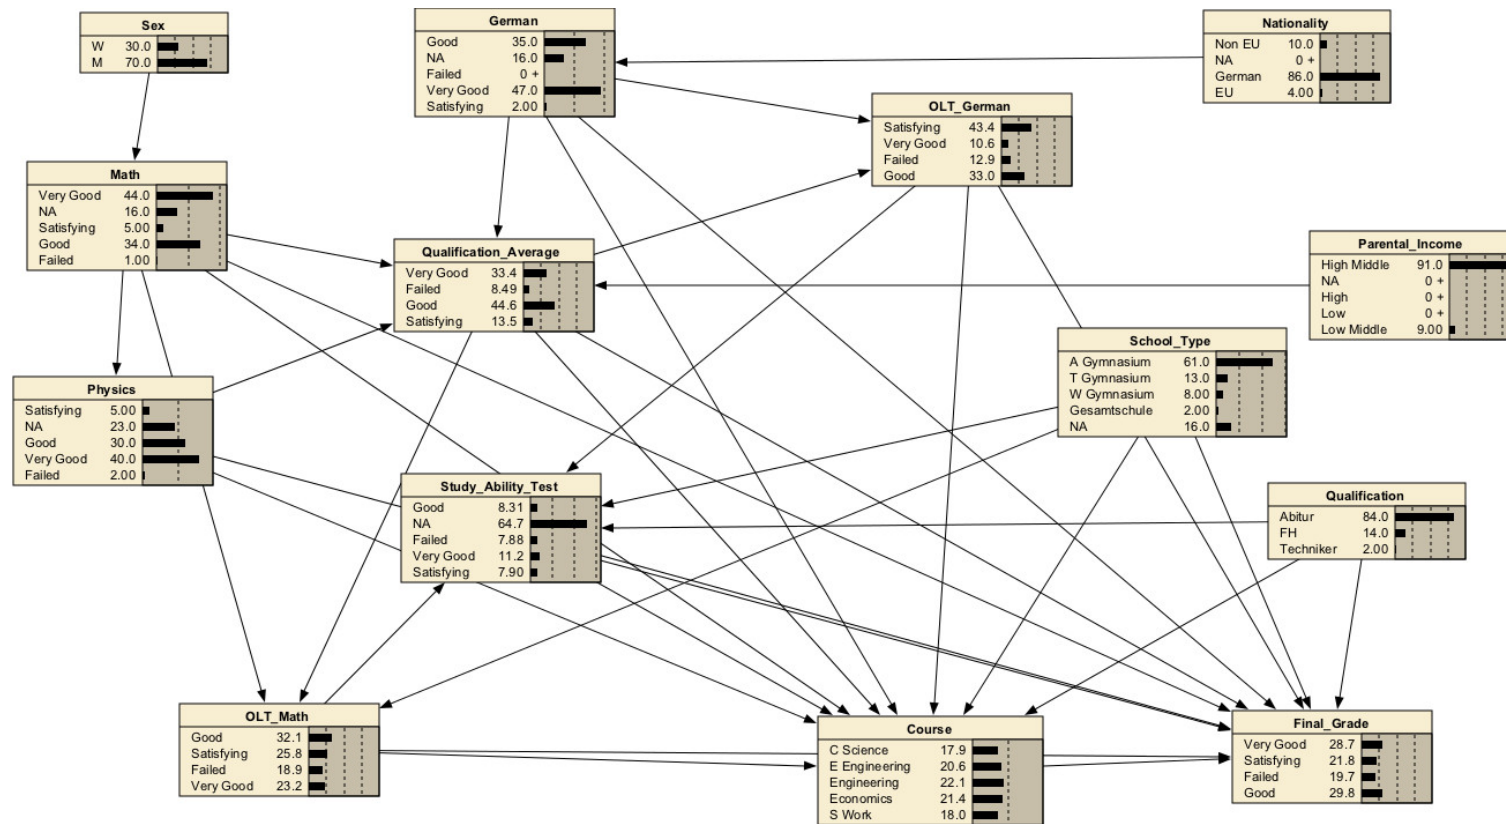 Sex
W 30.0
M 70.0
German
Good 35.0
NA 16.0
Failed 0 +
Very Good 47.0
Satisfying 2.00
Nationality
Non EU 10.0
NA 0 +
German 86.0
EU 4.00
OLT_German
Satisfying 43.4
Very Good 10.6
Failed 12.9
Good 33.0
Math
Very Good 44.0
NA 16.0
Satisfying 5.00
Good 34.0
Failed 1.00
Qualification_Average
Very Good 33.4
Failed 8.49
Good 44.6
Satisfying 13.5
Parental_Income
High Middle 91.0
NA 0 +
High 0 +
Low 0 +
Low Middle 9.00
School_Type
A Gymnasium 61.0
T Gymnasium 13.0
W Gymnasium 8.00
Gesamtschule 2.00
NA 16.0
Physics
Satisfying 5.00
NA 23.0
Good 30.0
Very Good 40.0
Failed 2.00
Study_Ability_Test
Good 8.31
NA 64.7
Failed 7.88
Very Good 11.2
Satisfying 7.90
Qualification
Abitur 84.0
FH 14.0
Techniker 2.00
OLT_Math
Good 32.1
Satisfying 25.8
Failed 18.9
Very Good 23.2
Course
C Science 17.9
E Engineering 20.6
Engineering 22.1
Economics 21.4
S Work 18.0
Final_Grade
Very Good 28.7
Satisfying 21.8
Failed 19.7
Good 29.8